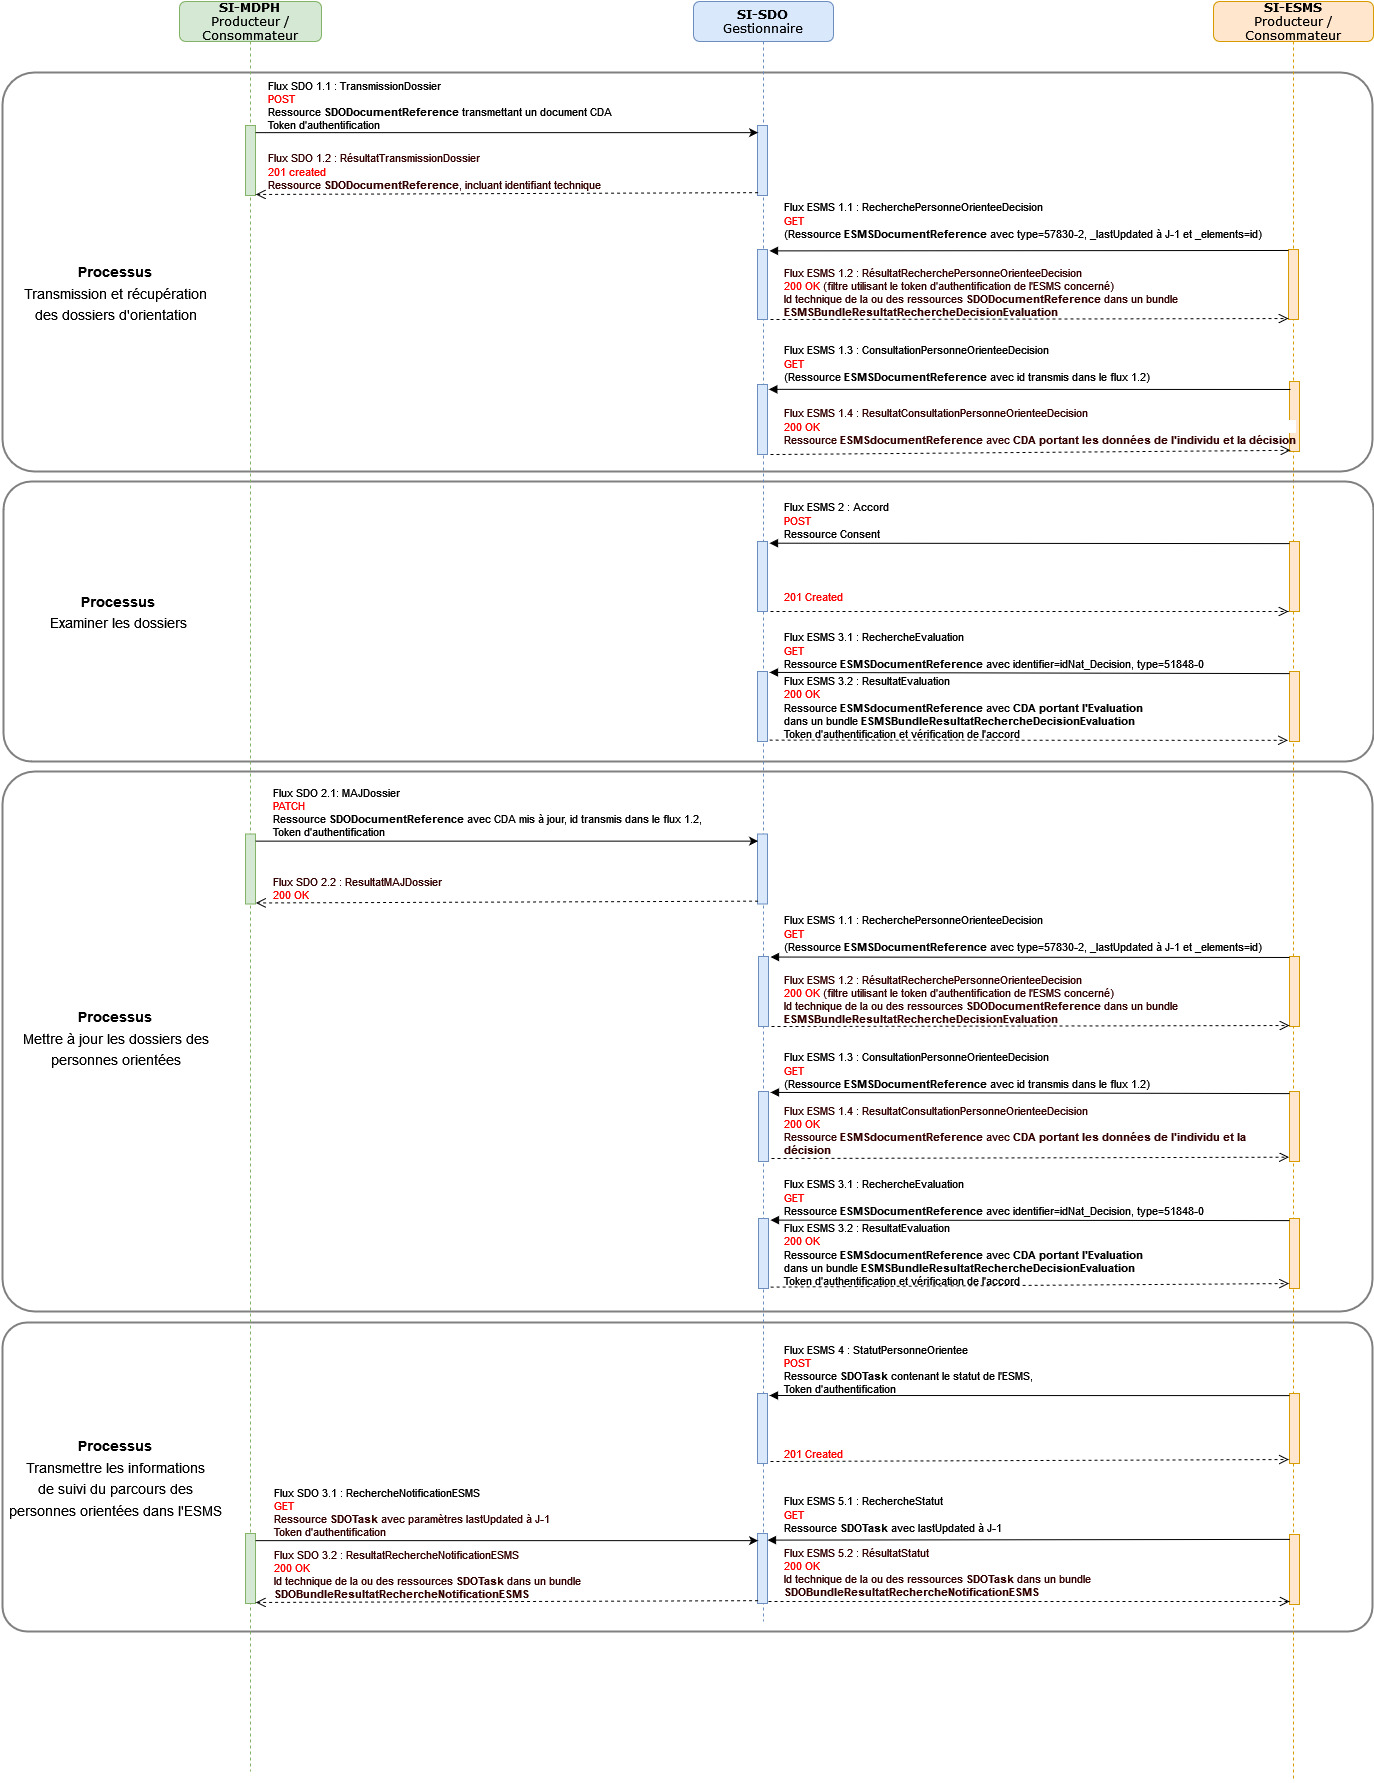 SI-MDPH
Producteur /
Consommateur
SI-SDO
Gestionnaire
SI-ESMS
Producteur /
Consommateur
Flux SDO 1.1 : TransmissionDossier
POST
Ressource SDODocumentReference transmettant un document CDA
Token d'authentification
Flux SDO 1.2 : RésultatTransmissionDossier
201 created
Ressource SDODocumentReference, incluant identifiant technique
Flux ESMS 1.1 : RecherchePersonneOrienteeDecision
GET
(Ressource ESMSDocumentReference avec type=57830-2, _lastUpdated à J-1 et _elements=id)
Processus
Transmission et récupération
des dossiers d'orientation
Flux ESMS 1.2 : RésultatRecherchePersonneOrienteeDecision
200 OK (filtre utilisant le token d'authentification de l'ESMS concerné)
Id technique de la ou des ressources SDODocumentReference dans un bundle
ESMSBundleResultatRechercheDecisionEvaluation
Flux ESMS 1.3 : ConsultationPersonneOrienteeDecision
GET
(Ressource ESMSDocumentReference avec id transmis dans le flux 1.2)
Flux ESMS 1.4 : ResultatConsultationPersonneOrienteeDecision
200 OK
Ressource ESMSdocumentReference avec CDA portant les données de l'individu et la décision
Flux ESMS 2 : Accord
POST
Ressource Consent
Processus
Examiner les dossiers
201 Created
Flux ESMS 3.1 : RechercheEvaluation
GET
Ressource ESMSDocumentReference avec identifier=idNat_Decision, type=51848-0
Flux ESMS 3.2 : ResultatEvaluation
200 OK
Ressource ESMSdocumentReference avec CDA portant l'Evaluation
dans un bundle ESMSBundleResultatRechercheDecisionEvaluation
Token d'authentification et vérification de l'accord
Flux SDO 2.1: MAJDossier
PATCH
Ressource SDODocumentReference avec CDA mis à jour, id transmis dans le flux 1.2,
Token d'authentification
Flux SDO 2.2 : ResultatMAJDossier
200 OK
Flux ESMS 1.1 : RecherchePersonneOrienteeDecision
GET
(Ressource ESMSDocumentReference avec type=57830-2, _lastUpdated à J-1 et _elements=id)
Flux ESMS 1.2 : RésultatRecherchePersonneOrienteeDecision
200 OK (filtre utilisant le token d'authentification de l'ESMS concerné)
Id technique de la ou des ressources SDODocumentReference dans un bundle
ESMSBundleResultatRechercheDecisionEvaluation
Processus
Mettre à jour les dossiers des
personnes orientées
Flux ESMS 1.3 : ConsultationPersonneOrienteeDecision
GET
(Ressource ESMSDocumentReference avec id transmis dans le flux 1.2)
Flux ESMS 1.4 : ResultatConsultationPersonneOrienteeDecision
200 OK
Ressource ESMSdocumentReference avec CDA portant les données de l'individu et la
décision
Flux ESMS 3.1 : RechercheEvaluation
GET
Ressource ESMSDocumentReference avec identifier=idNat_Decision, type=51848-0
Flux ESMS 3.2 : ResultatEvaluation
200 OK
Ressource ESMSdocumentReference avec CDA portant l'Evaluation
dans un bundle ESMSBundleResultatRechercheDecisionEvaluation
Token d'authentification et vérification de l'accord
Flux ESMS 4 : StatutPersonneOrientee
POST
Ressource SDOTask contenant le statut de l'ESMS,
Token d'authentification
201 Created
Processus
Transmettre les informations
de suivi du parcours des
personnes orientées dans l'ESMS
Flux SDO 3.1 : RechercheNotificationESMS
GET
Ressource SDOTask avec paramètres lastUpdated à J-1
Token d'authentification
Flux SDO 3.2 : ResultatRechercheNotificationESMS
200 OK
Id technique de la ou des ressources SDOTask dans un bundle
SDOBundleResultatRechercheNotificationESMS
Flux ESMS 5.1 : RechercheStatut
GET
Ressource SDOTask avec lastUpdated à J-1
Flux ESMS 5.2 : RésultatStatut
200 OK
Id technique de la ou des ressources SDOTask dans un bundle
SDOBundleResultatRechercheNotificationESMS